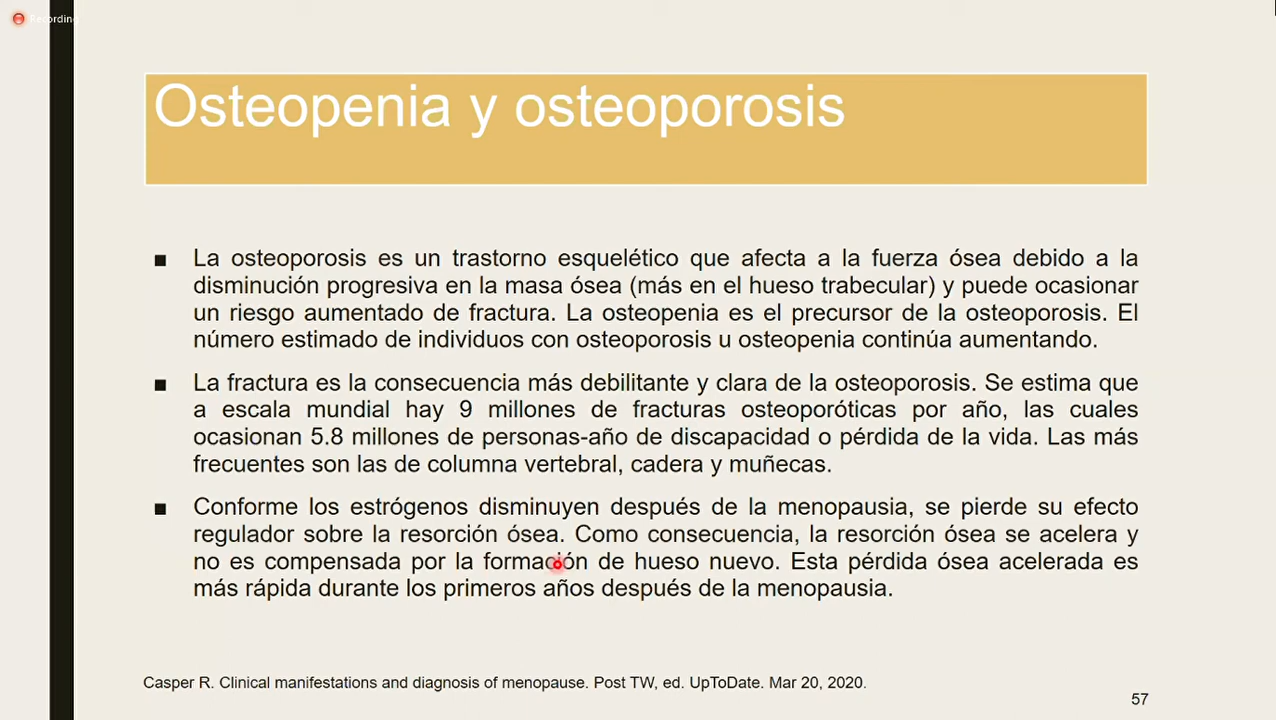 Recording
Osteopenia y osteoporosis
■ La osteoporosis es un trastorno esquelético que afecta a la fuerza ósea debido a la
disminución progresiva en la masa ósea (más en el hueso trabecular) y puede ocasionar
un riesgo aumentado de fractura. La osteopenia es el precursor de la osteoporosis. El
número estimado de individuos con osteoporosis u osteopenia continúa aumentando.
■ La fractura es la consecuencia más debilitante y clara de la osteoporosis. Se estima que
a escala mundial hay 9 millones de fracturas osteoporóticas por año, las cuales
ocasionan 5.8 millones de personas-año de discapacidad o pérdida de la vida. Las más
frecuentes son las de columna vertebral, cadera y muñecas.
■ Conforme los estrógenos disminuyen después de la menopausia, se pierde su efecto
regulador sobre la resorción ósea. Como consecuencia, la resorción ósea se acelera y
no es compensada por la formación de hueso nuevo. Esta pérdida ósea acelerada es
más rápida durante los primeros años después de la menopausia.
Casper R. Clinical manifestations and diagnosis of menopause. Post TW, ed. UpToDate. Mar 20, 2020.
57